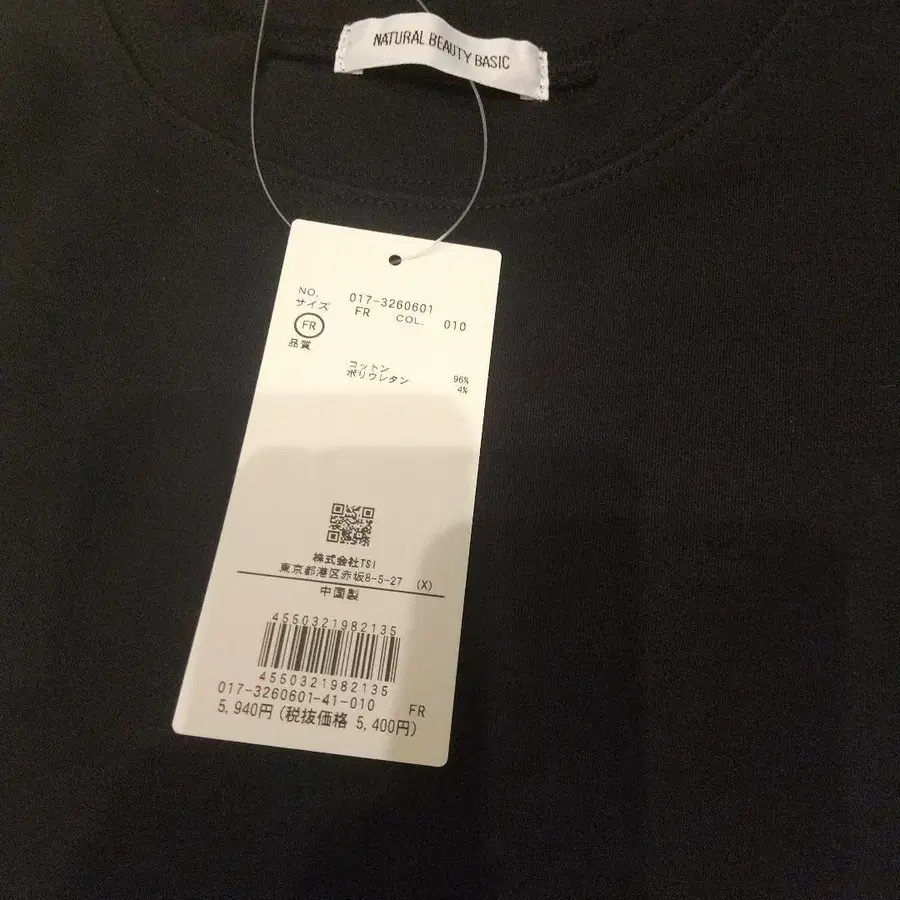 NATURAL BEAUTY BASIC
NO. 017-3260601
サイズ FR COL. 010
FR
品質
コットン 96%
ポリウレタン 4%
株式会社TSI
東京都港区赤坂8-5-27 (X)
中国製
4550321982135
4550321982135
017-3260601-41-010 FR
5,940円 (税抜価格 5,400円)